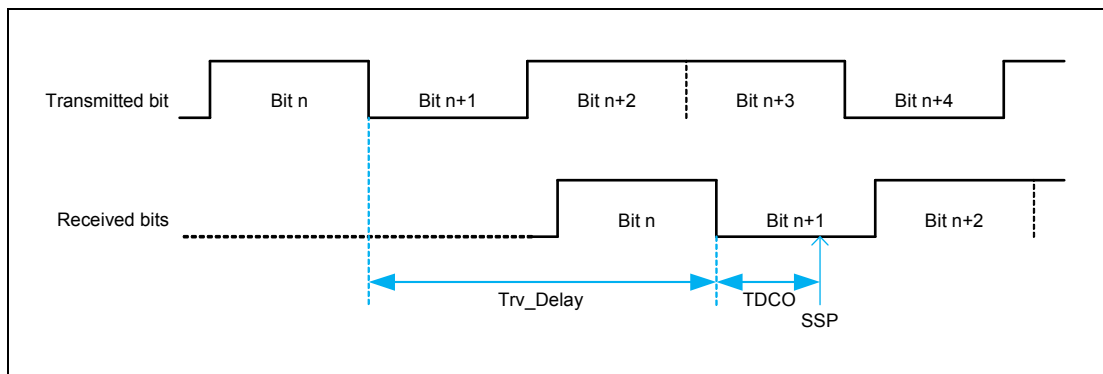 Transmitted bit
Bit n
Bit n+1
Bit n+2
Bit n+3
Bit n+4
Received bits
Bit n
Bit n+1
Bit n+2
Trv_Delay
TDCO
SSP